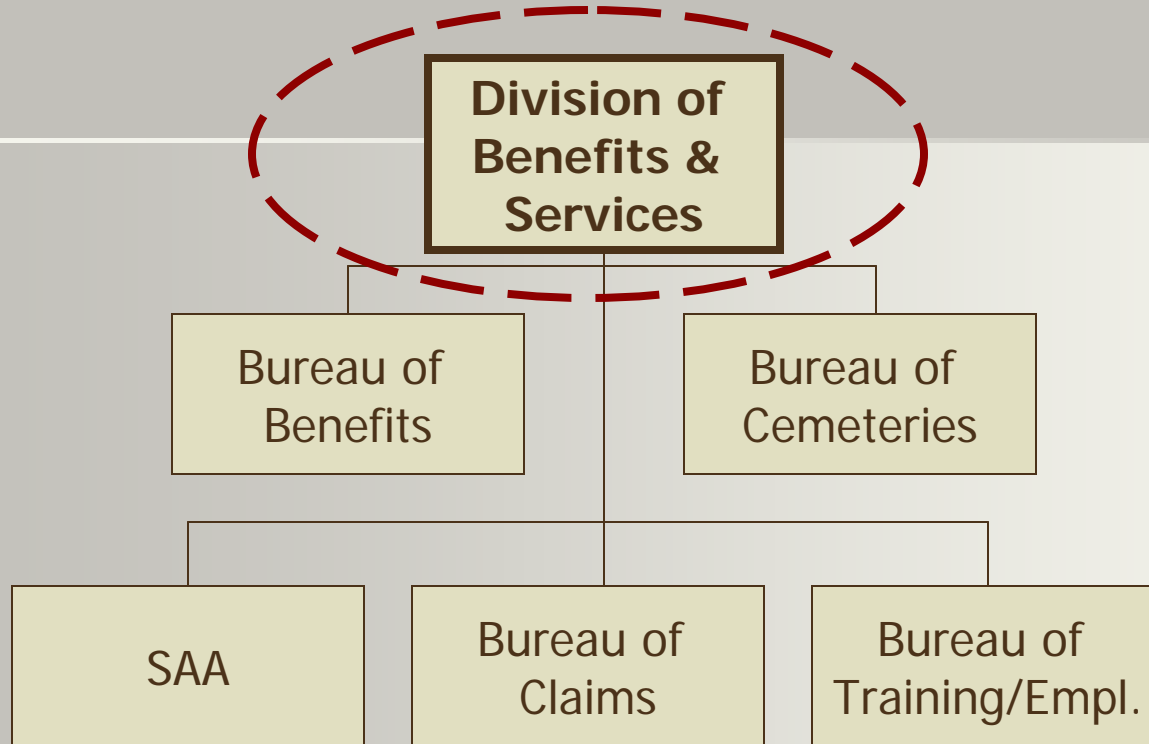 Division of
Benefits &
Services
Bureau of
Benefits
Bureau of
Cemeteries
SAA
Bureau of
Claims
Bureau of
Training/Empl.